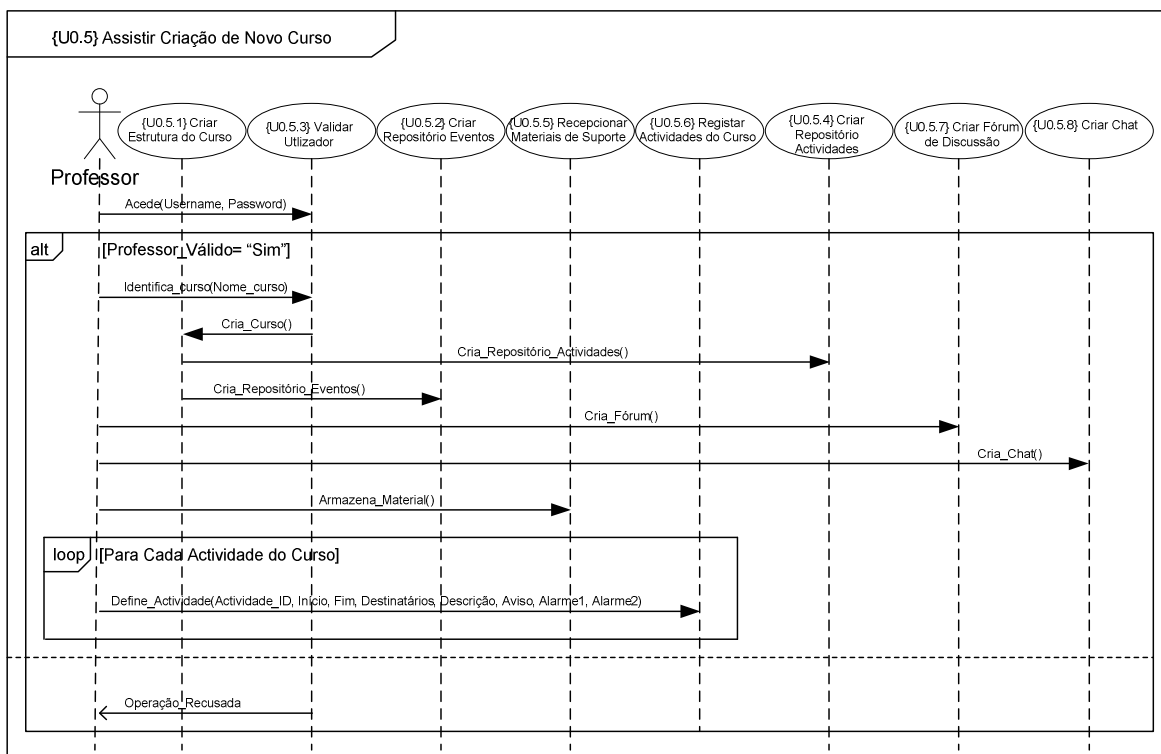 {U0.5} Assistir Criação de Novo Curso
Professor
{U0.5.1} Criar
Estrutura do Curso
{U0.5.3} Validar
Utlizador
{U0.5.2} Criar
Repositório Eventos
{U0.5.5} Recepcionar
Materiais de Suporte
{U0.5.6} Registar
Actividades do Curso
{U0.5.4} Criar
Repositório
Actividades
{U0.5.7} Criar Fórum
de Discussão
{U0.5.8} Criar Chat
Acede(Username, Password)
alt
[Professor_Válido= “Sim”]
Identifica_curso(Nome_curso)
Cria_Curso()
Cria_Repositório_Actividades()
Cria_Repositório_Eventos()
Cria_Fórum()
Cria_Chat()
Armazena_Material()
loop
[Para Cada Actividade do Curso]
Define_Actividade(Actividade_ID, Início, Fim, Destinatários, Descrição, Aviso, Alarme1, Alarme2)
Operação_Recusada